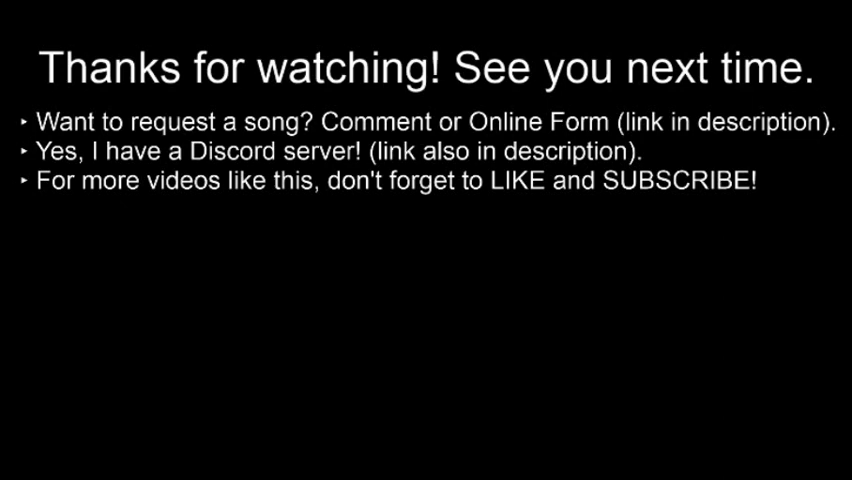 Thanks for watching! See you next time.
‣ Want to request a song? Comment or Online Form (link in description).
‣ Yes, I have a Discord server! (link also in description).
‣ For more videos like this, don't forget to LIKE and SUBSCRIBE!